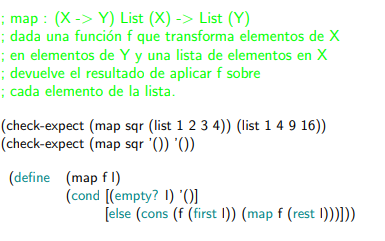 ; map : (X -> Y) List (X) -> List (Y)
; dada una función f que transforma elementos de X
; en elementos de Y y una lista de elementos en X
; devuelve el resultado de aplicar f sobre
; cada elemento de la lista.
(check-expect (map sqr (list 1 2 3 4)) (list 1 4 9 16))
(check-expect (map sqr '()) '())
(define (map f l)
(cond [(empty? l) '()]
[else (cons (f (first l)) (map f (rest l)))]))